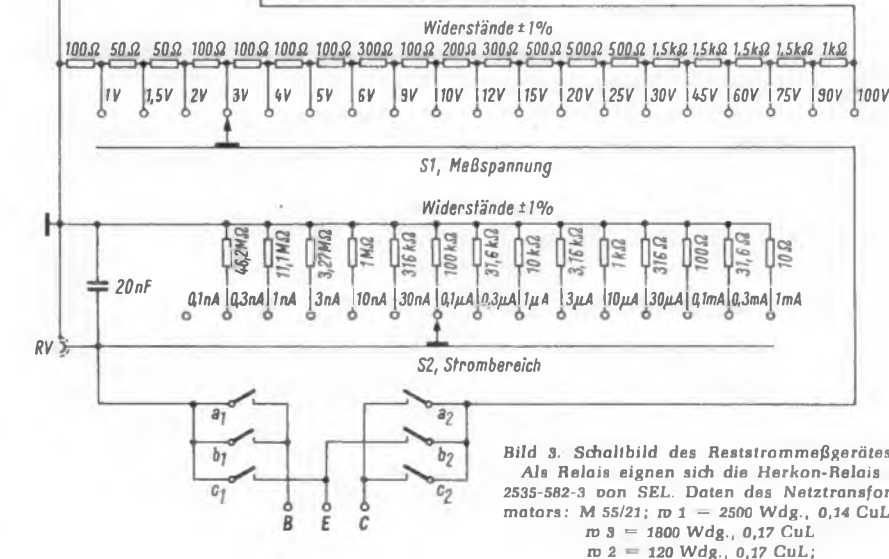 Widerstände ±1%
100Ω 50Ω 50Ω 100Ω 100Ω 100Ω 100Ω 300Ω 100Ω 200Ω 300Ω 500Ω 500Ω 500Ω 1,5kΩ 1,5kΩ 1,5kΩ 1,5kΩ 1kΩ
1V 1,5V 2V 3V 4V 5V 6V 9V 10V 12V 15V 20V 25V 30V 45V 60V 75V 90V 100V
S1, Meßspannung
Widerstände ±1%
46,2MΩ 11,1MΩ 3,27MΩ 1MΩ 316kΩ 100kΩ 31,6kΩ 10kΩ 3,16kΩ 1kΩ 316Ω 100Ω 31,6Ω 10Ω
20nF
0,1nA 0,3nA 1nA 3nA 10nA 30nA 0,1µA 0,3µA 1µA 3µA 10µA 30µA 0,1mA 0,3mA 1mA
RV
S2, Strombereich
a1 a2
b1 b2
c1 c2
B E C
Bild 3. Schaltbild des Reststrommeßgerätes
Als Relais eignen sich die Herkon-Relais
2535-582-3 von SEL. Daten des Netztransfor
mators: M 55/21; w 1 = 2500 Wdg., 0,14 CuL
w 3 = 1800 Wdg., 0,17 CuL
w 2 = 120 Wdg., 0,17 CuL;